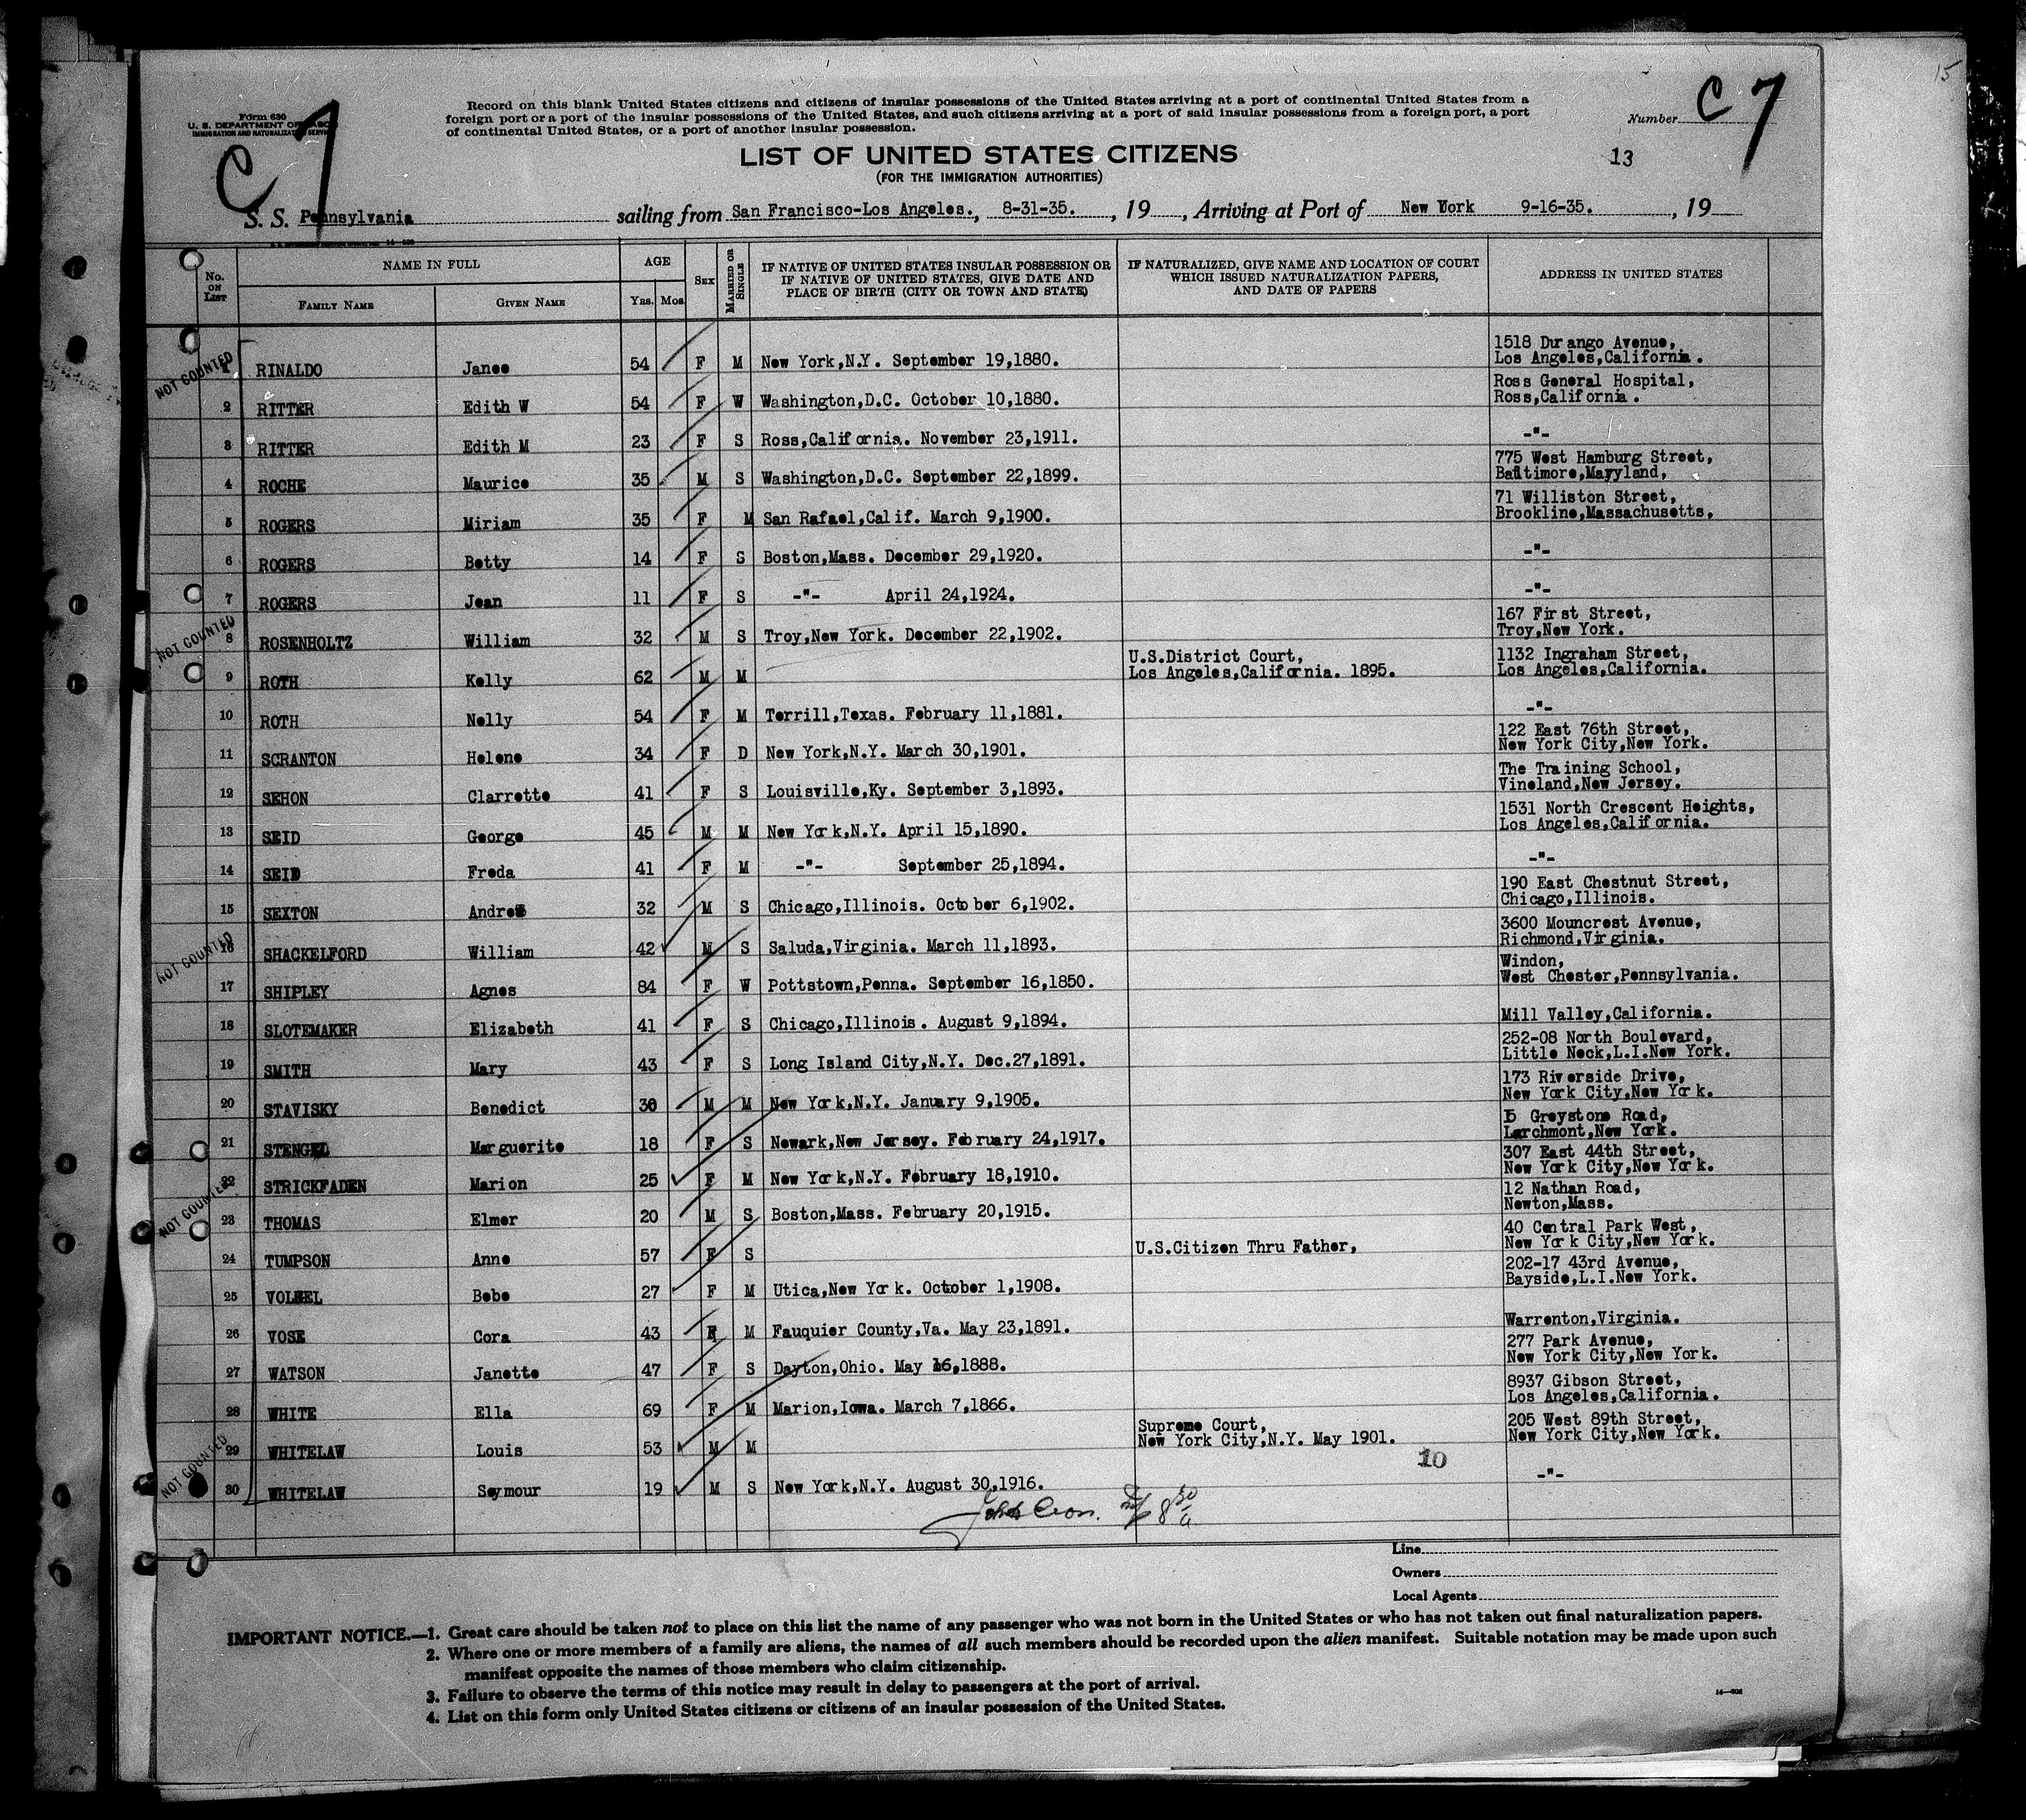 15
Form 630
U. S. DEPARTMENT OF LABOR
IMMIGRATION AND NATURALIZATION SERVICE
C 7
Record on this blank United States citizens and citizens of insular possessions of the United States arriving at a port of continental United States from a
foreign port or a port of the insular possessions of the United States, and such citizens arriving at a port of said insular possessions from a foreign port, a port
of continental United States, or a port of another insular possession.
Number C 7
LIST OF UNITED STATES CITIZENS
(FOR THE IMMIGRATION AUTHORITIES)
13
S. S. Pennsylvania sailing from San Francisco-Los Angeles., 8-31-35. , 19 , Arriving at Port of New Work 9-16-35. , 19
No. ON LIST NAME IN FULL AGE SEX MARRIED OR SINGLE IF NATIVE OF UNITED STATES INSULAR POSSESSION OR IF NATIVE OF UNITED STATES, GIVE DATE AND PLACE OF BIRTH (CITY OR TOWN AND STATE) IF NATURALIZED, GIVE NAME AND LOCATION OF COURT WHICH ISSUED NATURALIZATION PAPERS, AND DATE OF PAPERS ADDRESS IN UNITED STATES
FAMILY NAME GIVEN NAME Yrs. Mos.
NOT COUNTED
1 RINALDO Janee 54 F M New York,N.Y. September 19,1880. 1518 Durango Avenue, Los Angeles,California.
2 RITTER Edith W 54 F W Washington,D.C. October 10,1880. Ross General Hospital, Ross,California.
3 RITTER Edith M 23 F S Ross,California. November 23,1911. -"-
4 ROCHE Maurice 35 M S Washington,D.C. September 22,1899. 775 West Hamburg Street, Baltimore,Mayyland,
5 ROGERS Miriam 35 F M San Rafael,Calif. March 9,1900. 71 Williston Street, Brookline,Massachusetts,
6 ROGERS Betty 14 F S Boston,Mass. December 29,1920. -"-
7 ROGERS Jean 11 F S -"- April 24,1924. -"-
NOT COUNTED
8 ROSENHOLTZ William 32 M S Troy,New York. December 22,1902. 167 First Street, Troy,New York.
9 ROTH Kelly 62 M M U.S.District Court, Los Angeles,California. 1895. 1132 Ingraham Street, Los Angeles,California.
10 ROTH Nelly 54 F M Terrill,Texas. February 11,1881. -"-
11 SCRANTON Helene 34 F D New York,N.Y. March 30,1901. 122 East 76th Street, New York City,New York.
12 SEHON Clarrette 41 F S Louisville,Ky. September 3,1893. The Training School, Vineland,New Jersey.
13 SEID George 45 M M New York,N.Y. April 15,1890. 1531 North Crescent Heights, Los Angeles,California.
14 SEID Freda 41 F M -"- September 25,1894. -"-
15 SEXTON Andrew 32 M S Chicago,Illinois. October 6,1902. 190 East Chestnut Street, Chicago,Illinois.
NOT COUNTED
16 SHACKELFORD William 42 M S Saluda,Virginia. March 11,1893. 3600 Mouncrest Avenue, Richmond,Virginia.
17 SHIPLEY Agnes 84 F W Pottstown,Penna. September 16,1850. Windon, West Chester,Pennsylvania.
18 SLOTEMAKER Elizabeth 41 F S Chicago,Illinois. August 9,1894. Mill Valley,California.
19 SMITH Mary 43 F S Long Island City,N.Y. Dec.27,1891. 252-08 North Boulevard, Little Neck,L.I.New York.
20 STAVISKY Benedict 30 M M New York,N.Y. January 9,1905. 173 Riverside Drive, New York City,New York.
21 STENGEL Marguerite 18 F S Newark,New Jersey. February 24,1917. 5 Greystone Road, Larchmont,New York.
22 STRICKFADEN Marion 25 F M New York,N.Y. February 18,1910. 307 East 44th Street, New York City,New York.
NOT COUNTED
23 THOMAS Elmer 20 M S Boston,Mass. February 20,1915. 12 Nathan Road, Newton,Mass.
24 TUMPSON Anne 57 F S U.S.Citizen Thru Father, 40 Central Park West, New York City,New York.
25 VOLKEL Bebe 27 F M Utica,New York. October 1,1908. 202-17 43rd Avenue, Bayside,L.I.New York.
26 VOSE Cora 43 F M Fauquier County,Va. May 23,1891. Warrenton,Virginia.
27 WATSON Janette 47 F S Dayton,Ohio. May 16,1888. 277 Park Avenue, New York City,New York.
28 WHITE Ella 69 F M Marion,Iowa. March 7,1866. 8937 Gibson Street, Los Angeles,California.
29 WHITELAW Louis 53 M M Supreme Court, New York City,N.Y. May 1901. 205 West 89th Street, New York City,New York.
NOT COUNTED
10
30 WHITELAW Seymour 19 M S New York,N.Y. August 30,1916. -"-
Line
Owners
Local Agents
IMPORTANT NOTICE.—1. Great care should be taken not to place on this list the name of any passenger who was not born in the United States or who has not taken out final naturalization papers.
2. Where one or more members of a family are aliens, the names of all such members should be recorded upon the alien manifest. Suitable notation may be made upon such
manifest opposite the names of those members who claim citizenship.
3. Failure to observe the terms of this notice may result in delay to passengers at the port of arrival.
4. List on this form only United States citizens or citizens of an insular possession of the United States.
14—606